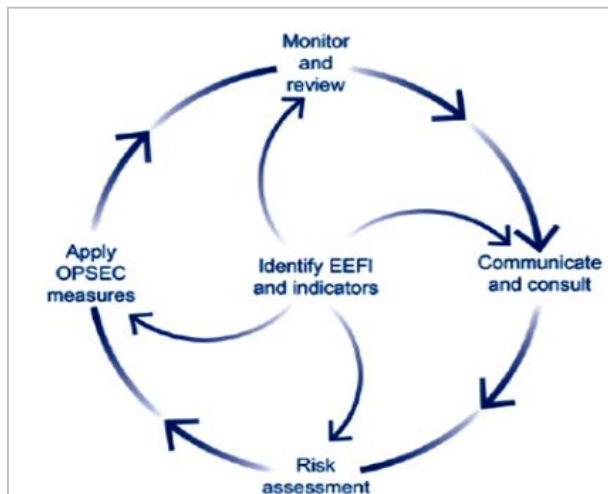 Monitor
and
review
Apply
OPSEC
measures
Identify EEFI
and indicators
Communicate
and consult
Risk
assessment